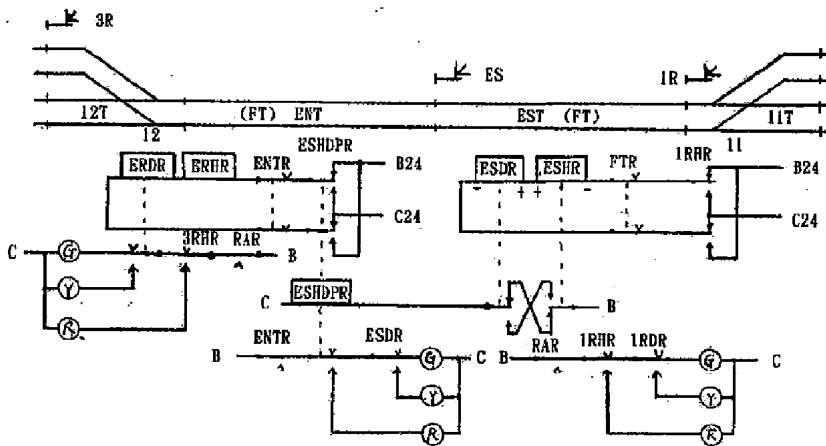 3R
ES
1R
12T
12
(FT) ENT
EST (FT)
11T
11
ESHDPR
1RHR
ERDR ERHR ENTR B24
ESDR ESHR FTR B24
- + + -
C24
C24
3RHR RAR
C G B
Y
R
C ESHDPR B
ENTR ESDR RAR 1RHR 1RDR
B G C B G C
Y Y
R R